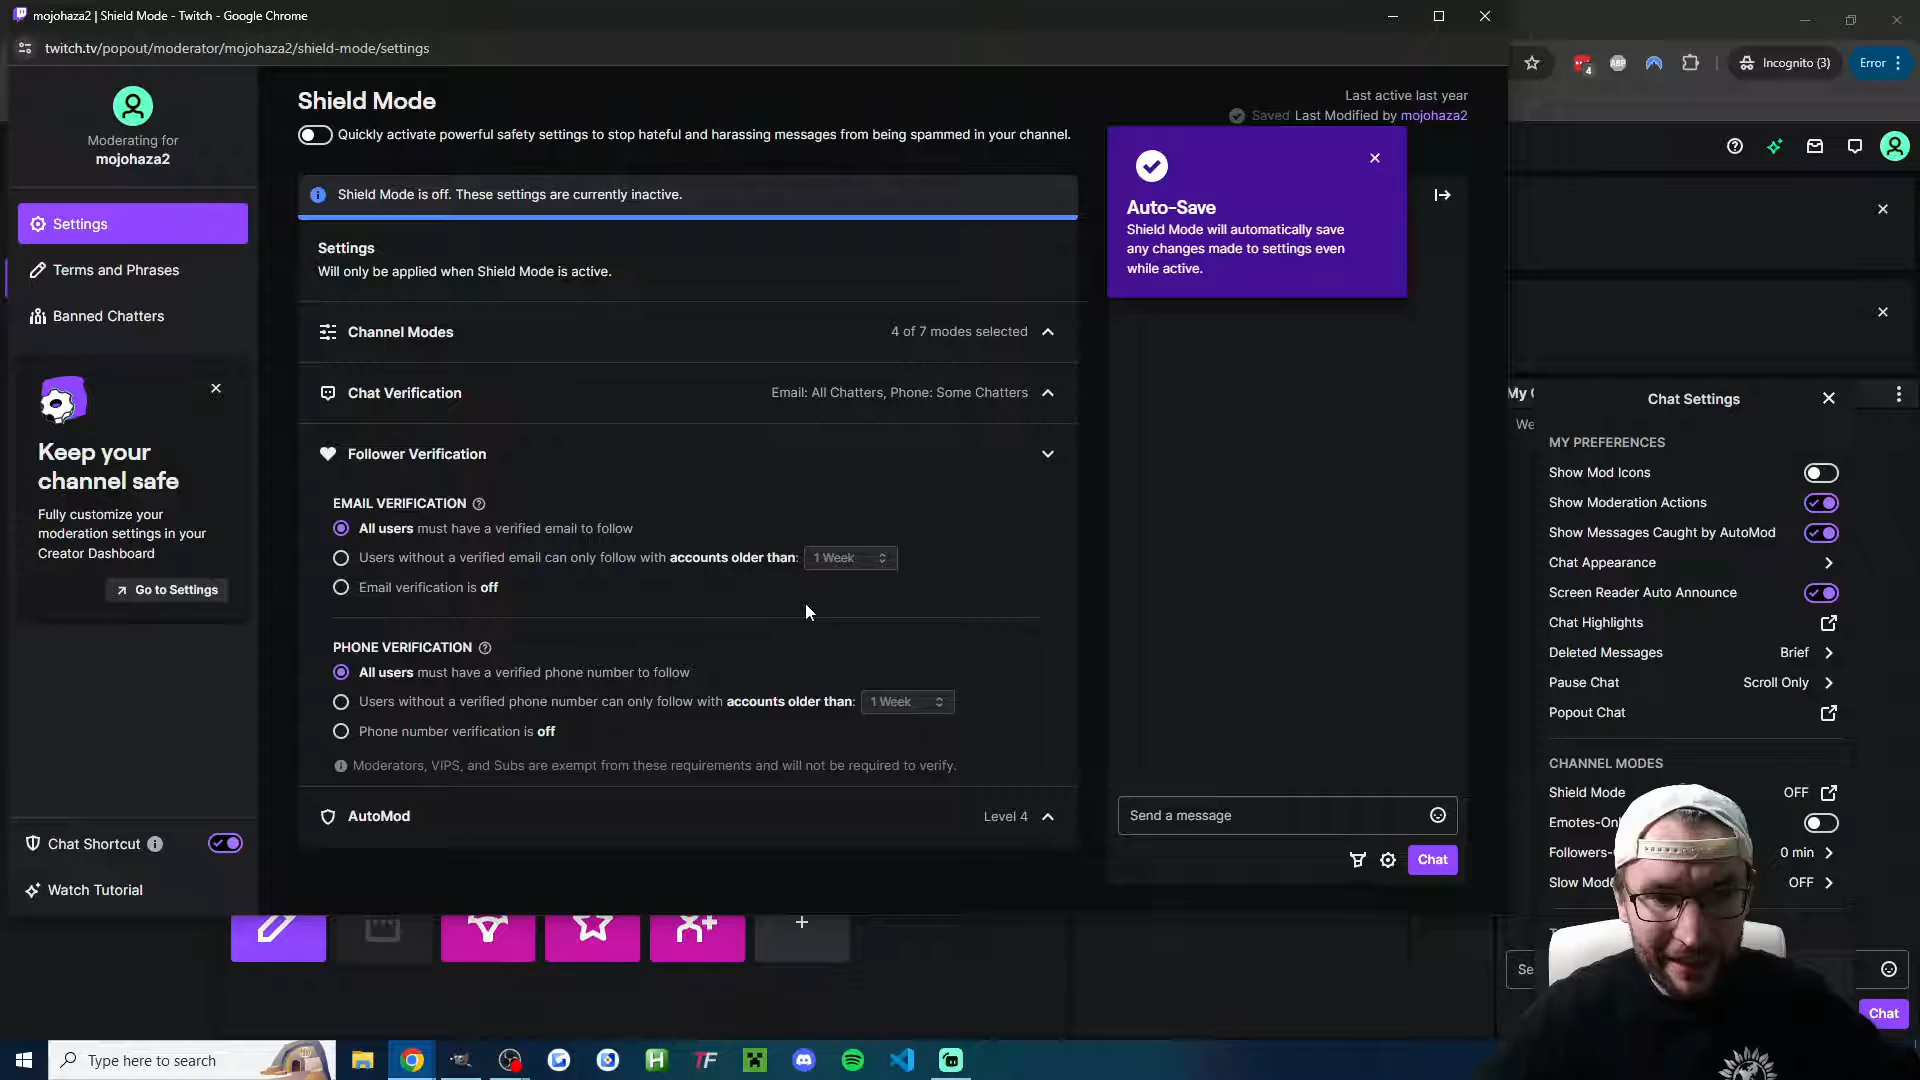 mojohaza2 | Shield Mode - Twitch - Google Chrome
twitch.tv/popout/moderator/mojohaza2/shield-mode/settings
4
ABP
Incognito (3)
Error
Moderating for
mojohaza2
Settings
Terms and Phrases
Banned Chatters
Keep your
channel safe
Fully customize your
moderation settings in your
Creator Dashboard
Go to Settings
Chat Shortcut
Watch Tutorial
Shield Mode
Quickly activate powerful safety settings to stop hateful and harassing messages from being spammed in your channel.
Last active last year
Saved Last Modified by mojohaza2
Shield Mode is off. These settings are currently inactive.
Settings
Will only be applied when Shield Mode is active.
Channel Modes
4 of 7 modes selected
Chat Verification
Email: All Chatters, Phone: Some Chatters
Follower Verification
EMAIL VERIFICATION
All users must have a verified email to follow
Users without a verified email can only follow with accounts older than: 1 Week
Email verification is off
PHONE VERIFICATION
All users must have a verified phone number to follow
Users without a verified phone number can only follow with accounts older than: 1 Week
Phone number verification is off
Moderators, VIPS, and Subs are exempt from these requirements and will not be required to verify.
AutoMod
Level 4
Auto-Save
Shield Mode will automatically save
any changes made to settings even
while active.
Send a message
Chat
My
We
Chat Settings
MY PREFERENCES
Show Mod Icons
Show Moderation Actions
Show Messages Caught by AutoMod
Chat Appearance
Screen Reader Auto Announce
Chat Highlights
Deleted Messages
Brief
Pause Chat
Scroll Only
Popout Chat
CHANNEL MODES
Shield Mode
OFF
Emotes-On
Followers-
0 min
Slow Mode
OFF
Se
Chat
Type here to search
H
TF